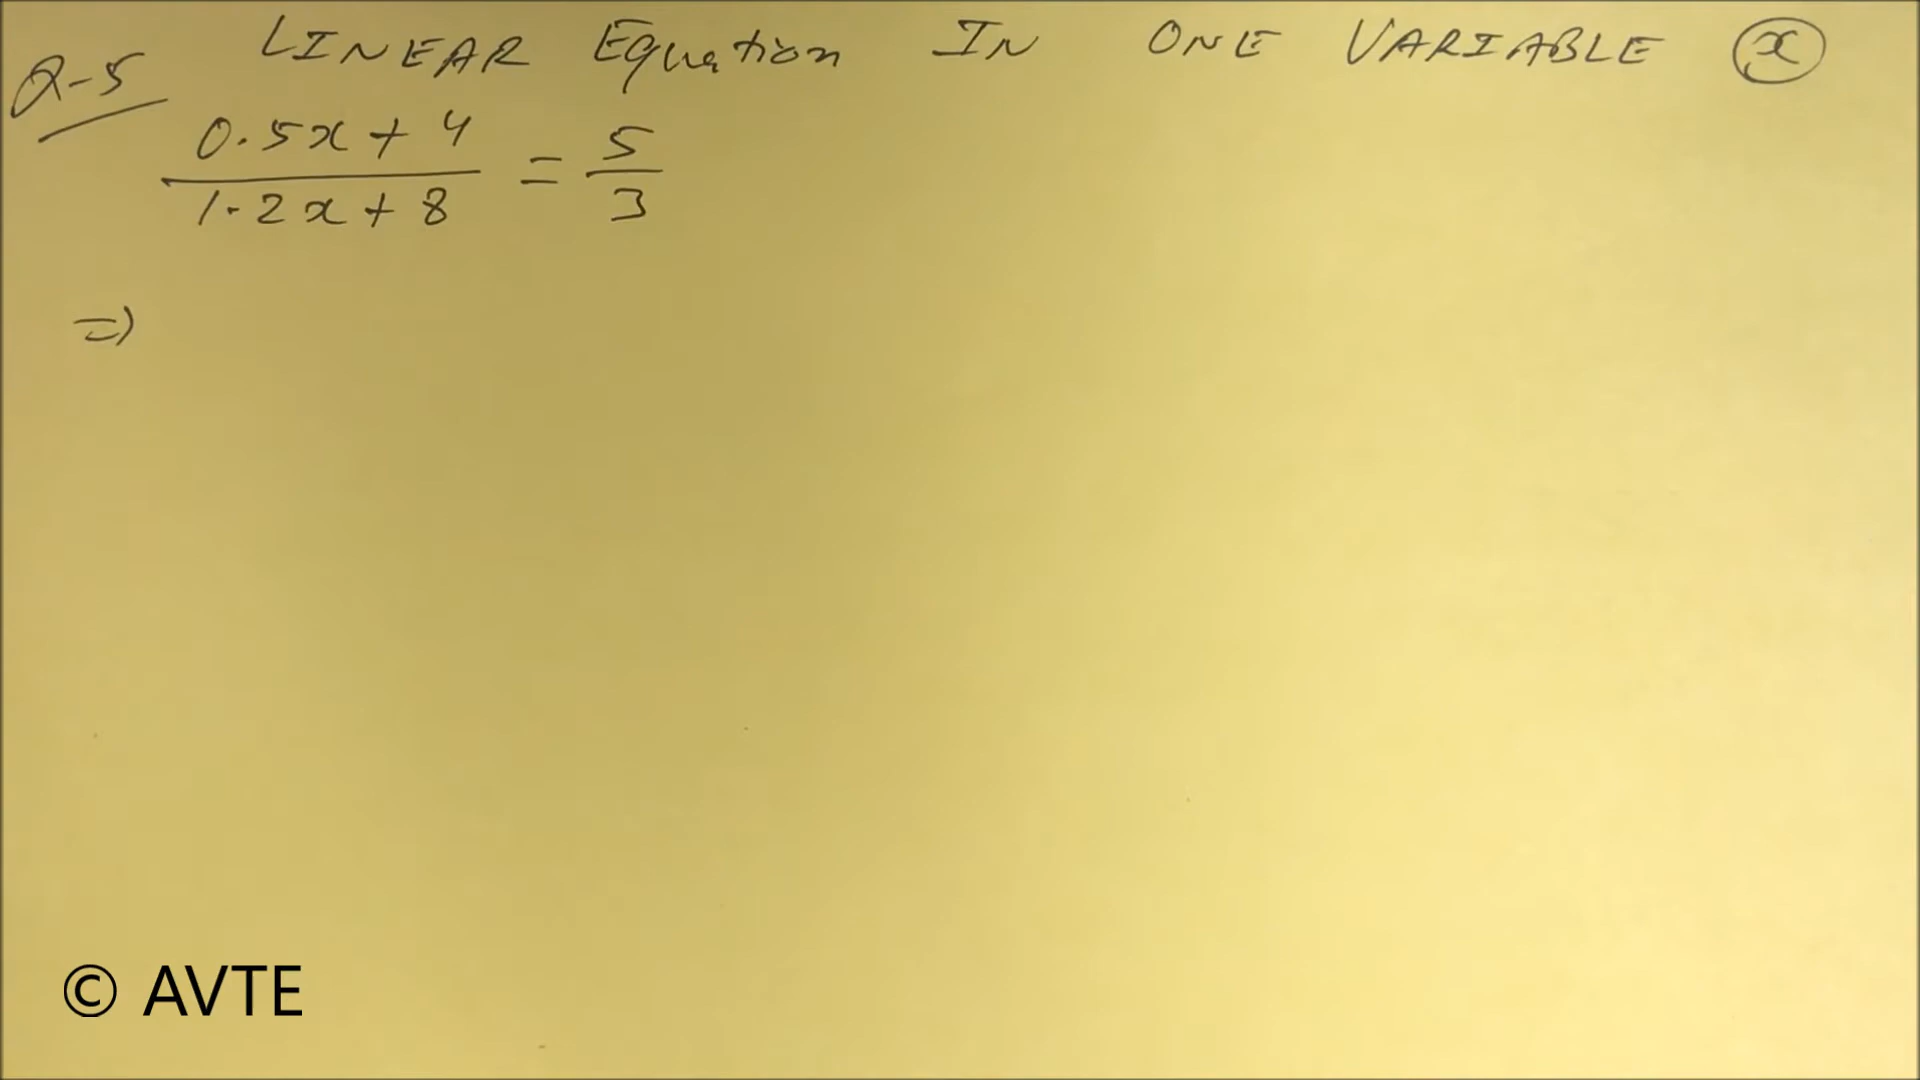 LINEAR Equation IN ONE VARIABLE x
Q-5
0.5x + 4 / 1.2x + 8 = 5 / 3
=>
© AVTE